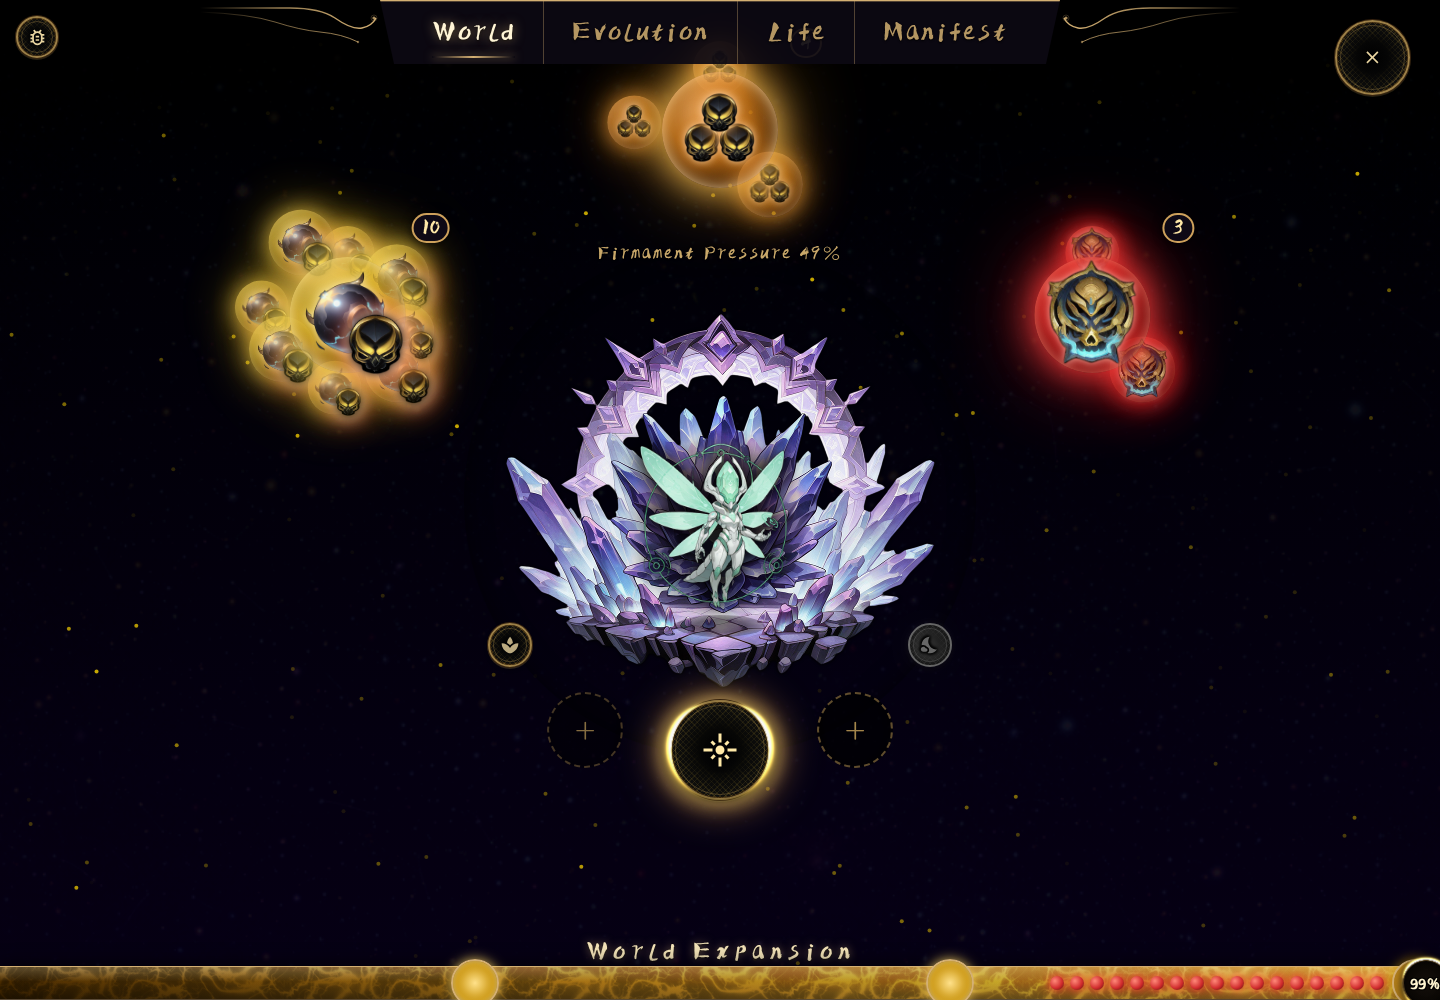 World Evolution Life Manifest
10
3
Firmament Pressure 49%
World Expansion
99%